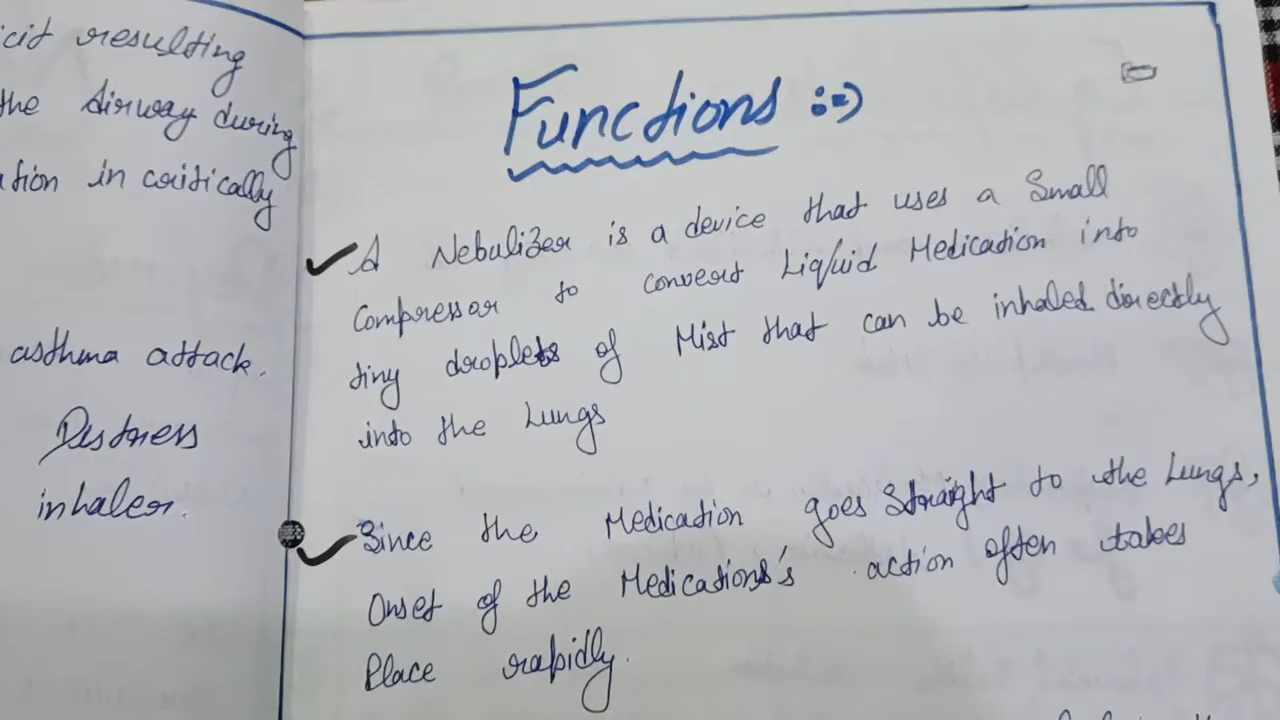 icit resulting
the Airway during
ation in critically
asthma attack.
Distress
inhaler.
Functions :-)
A Nebulizer is a device that uses a Small
Compressor to convert Liquid Medication into
tiny droplets of Mist that can be inhaled directly
into the Lungs
Since the Medication goes Straight to the Lungs,
Onset of the Medications's action often takes
Place rapidly.